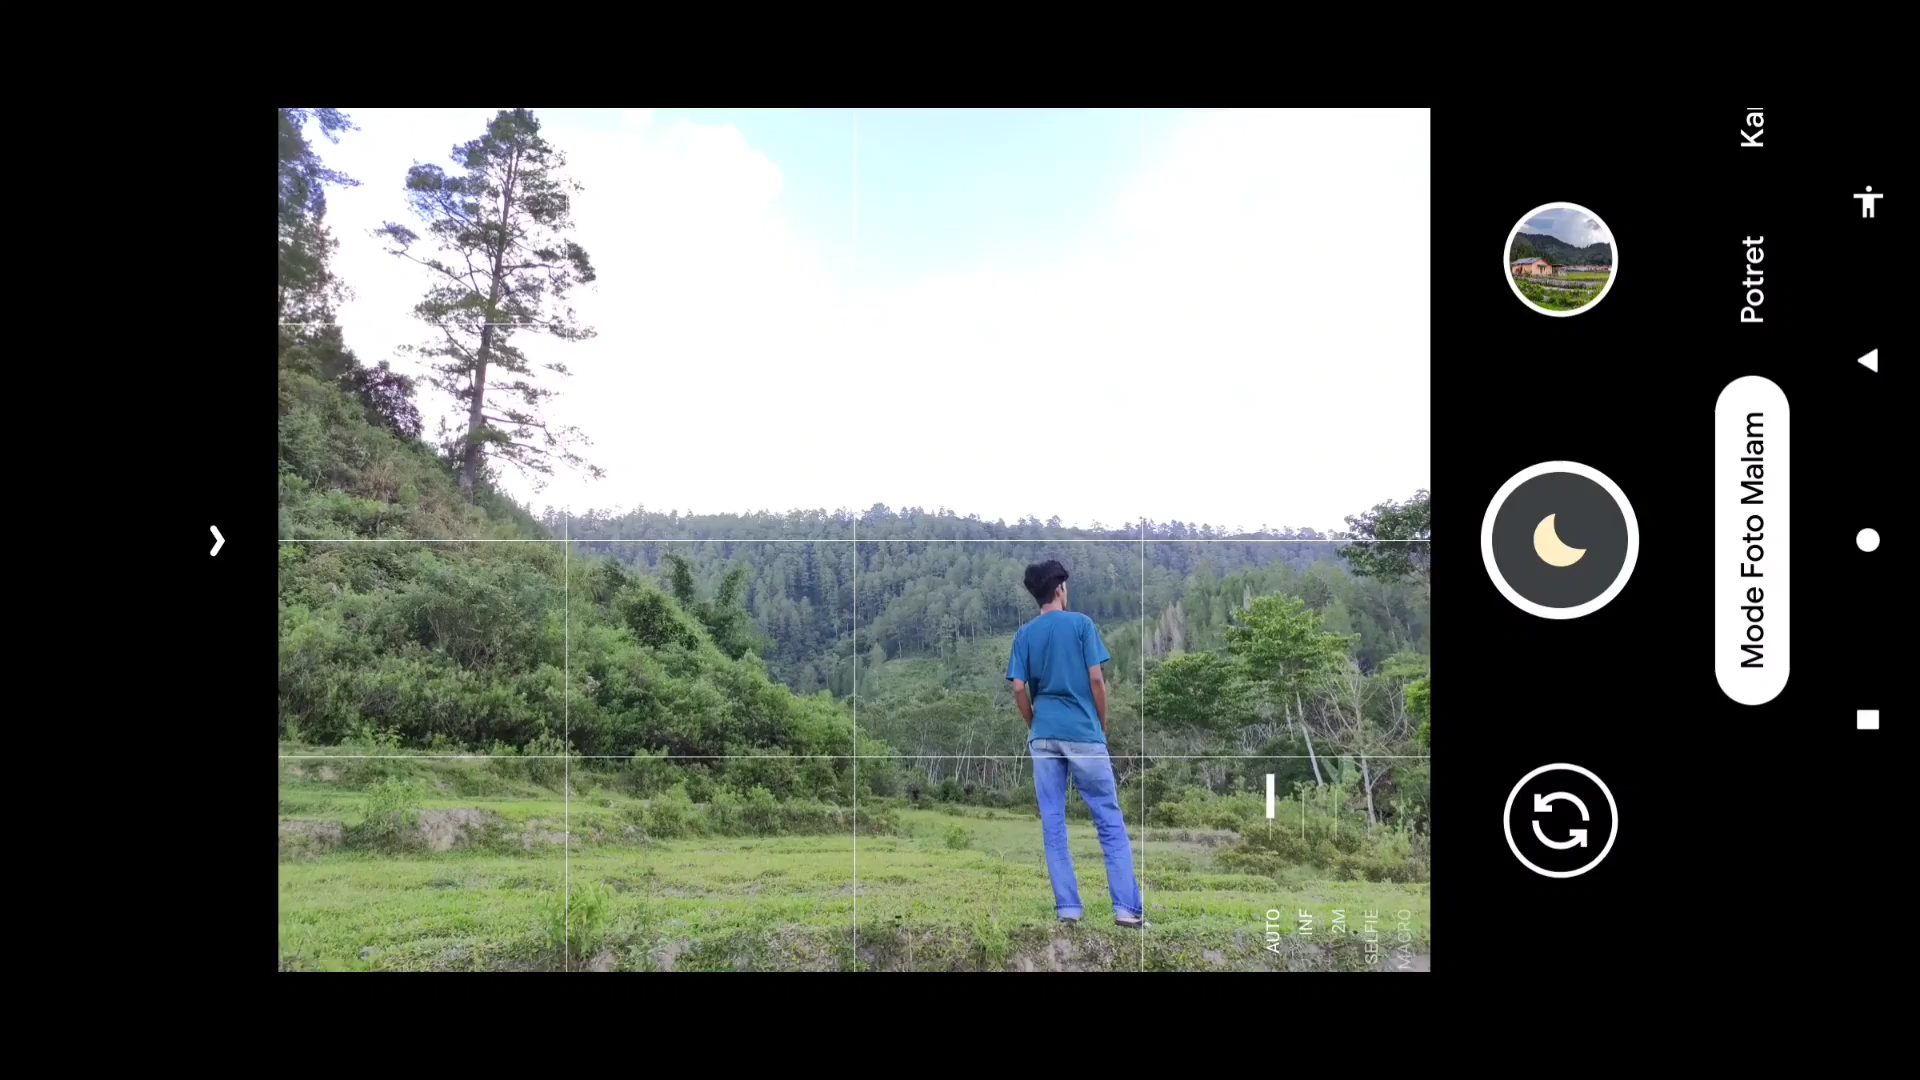 Kai
Potret
Mode Foto Malam
AUTO
INF
2M
SELFIE
MACRO